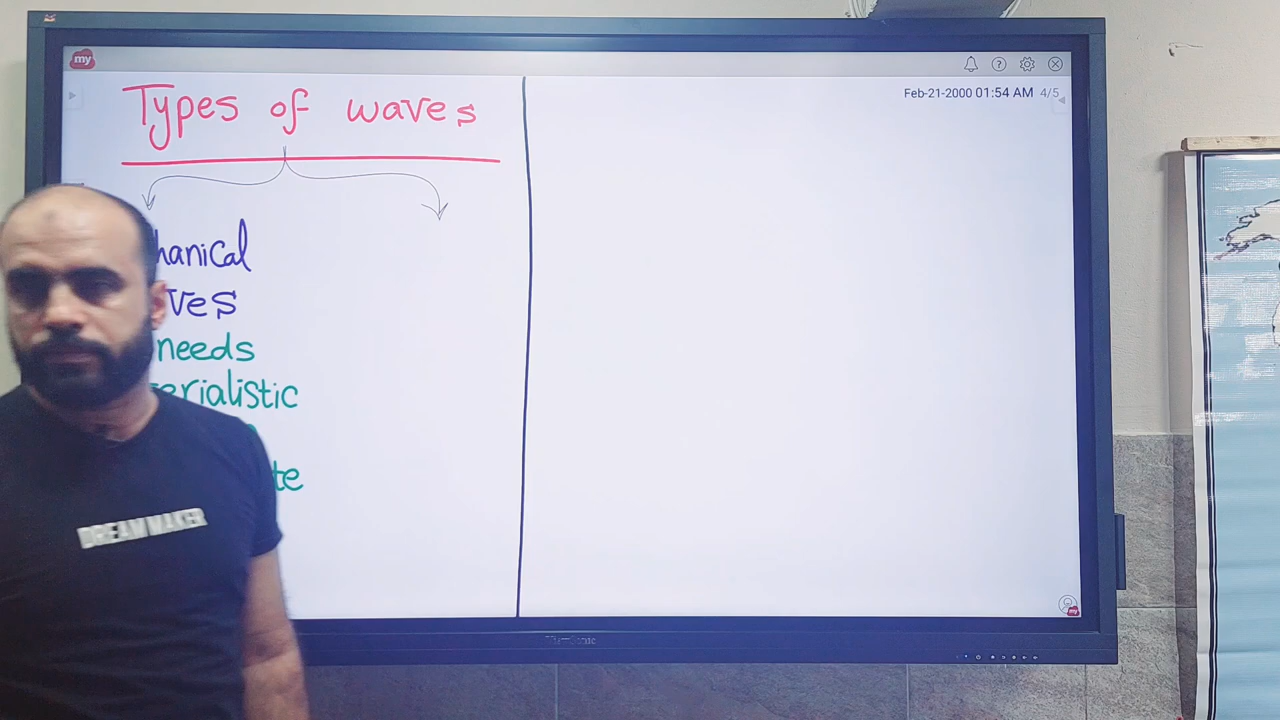 my
Feb-21-2000 01:54 AM 4/5
Types of waves
hanical
ves
needs
erialistic
te
DREAM MAKER
ViewSonic